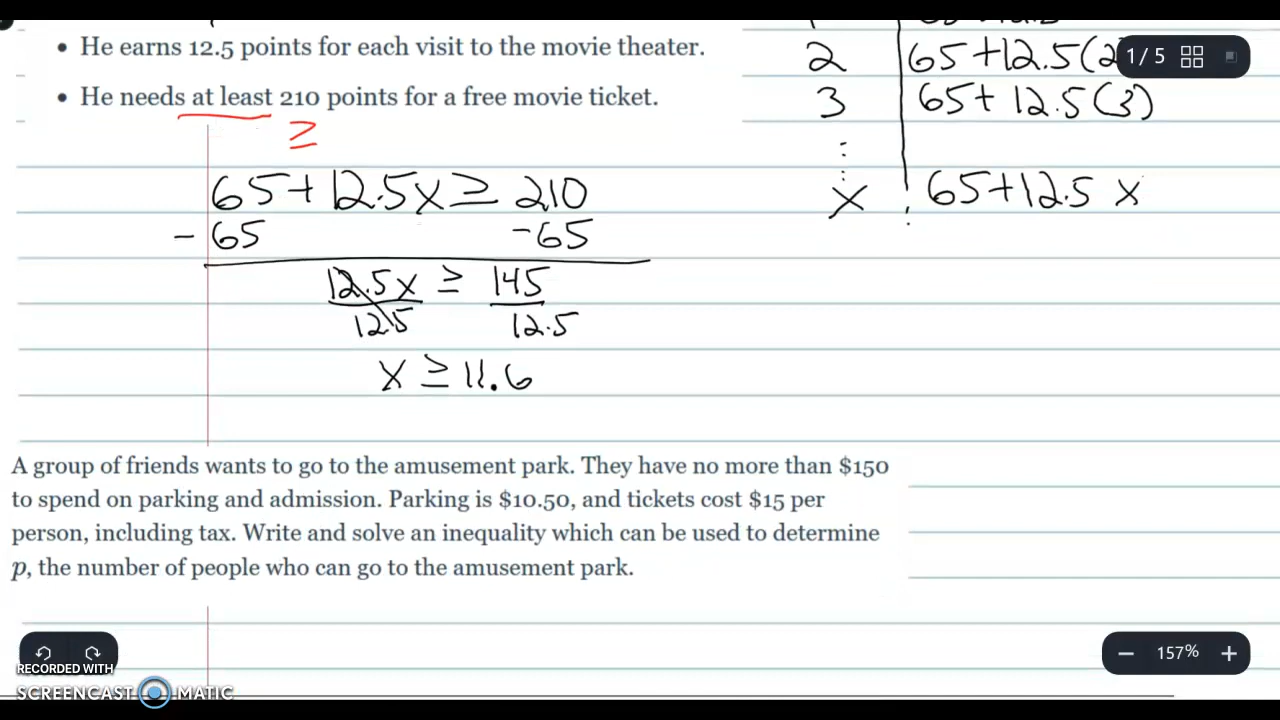 • He earns 12.5 points for each visit to the movie theater.
• He needs at least 210 points for a free movie ticket.
≥
65 + 12.5x ≥ 210
- 65 -65
12.5x ≥ 145
12.5 12.5
x ≥ 11.6
2 65+12.5(2
3 65+ 12.5(3)
⋮
x 65+12.5 x
1 / 5
A group of friends wants to go to the amusement park. They have no more than $150
to spend on parking and admission. Parking is $10.50, and tickets cost $15 per
person, including tax. Write and solve an inequality which can be used to determine
p, the number of people who can go to the amusement park.
− 157% +
RECORDED WITH
SCREENCAST MATIC